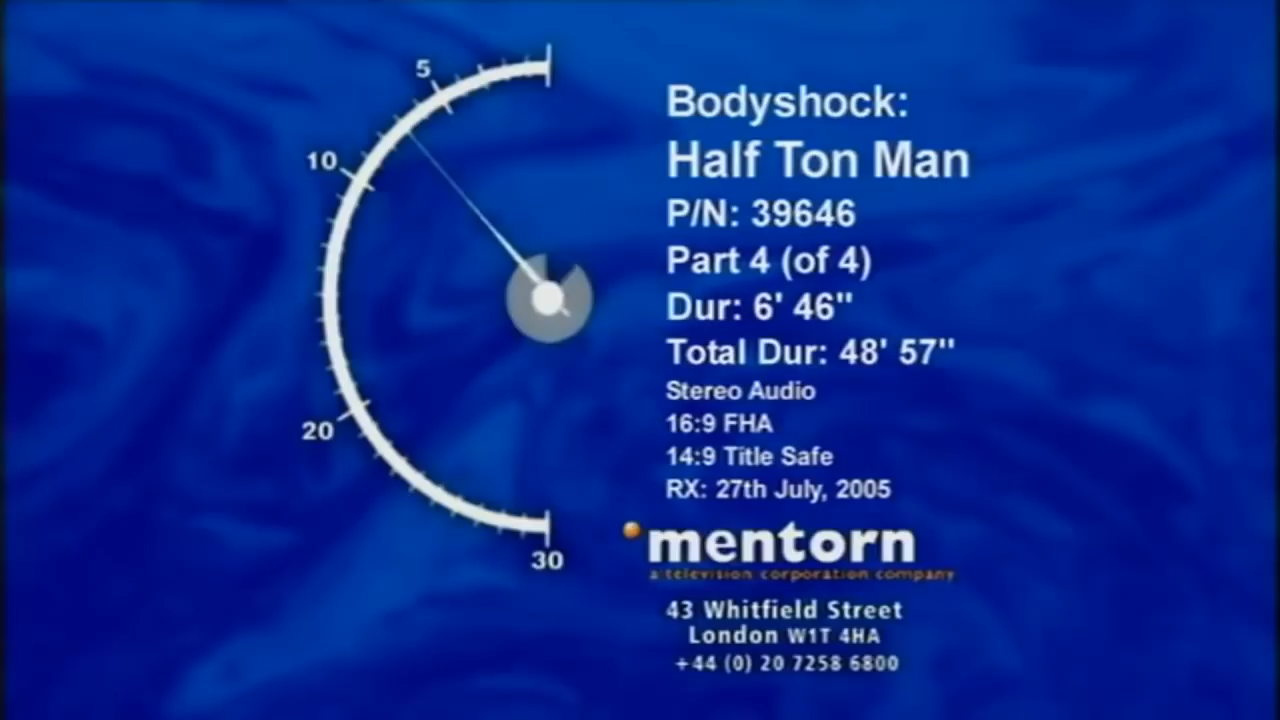 5
10
20
30
Bodyshock:
Half Ton Man
P/N: 39646
Part 4 (of 4)
Dur: 6' 46"
Total Dur: 48' 57"
Stereo Audio
16:9 FHA
14:9 Title Safe
RX: 27th July, 2005
mentorn
a television corporation company
43 Whitfield Street
London W1T 4HA
+44 (0) 20 7258 6800